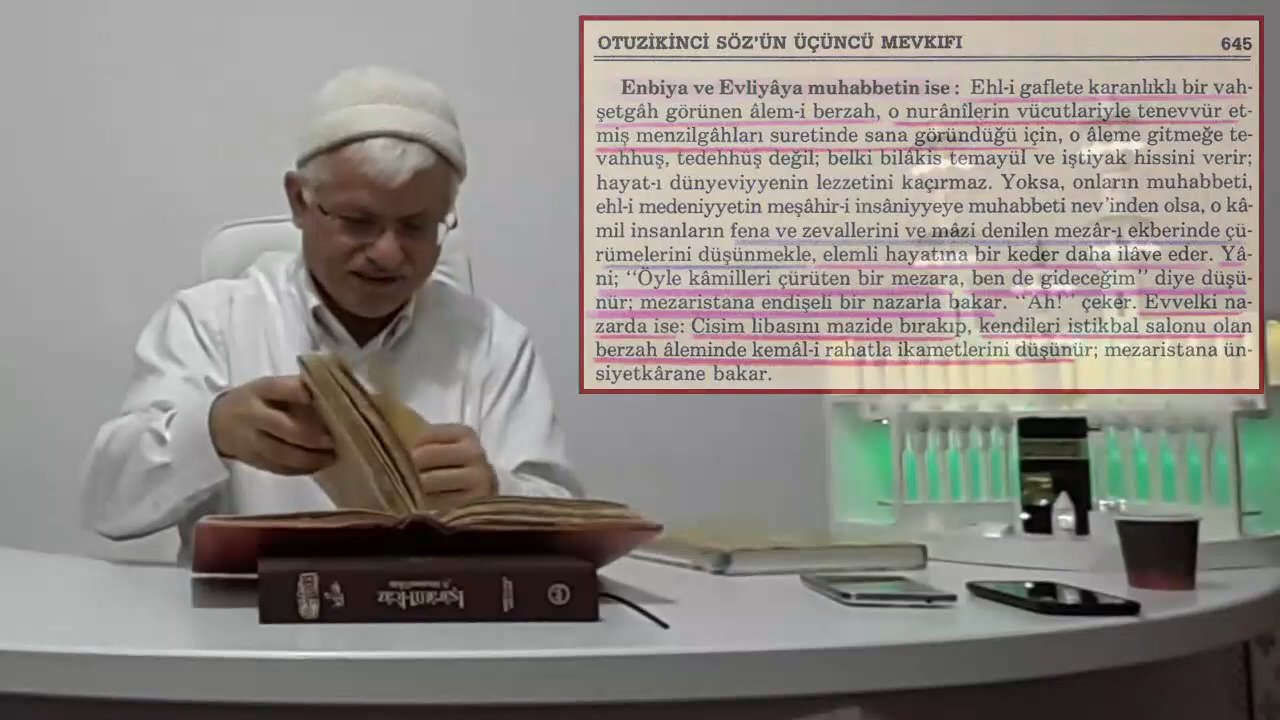 OTUZİKİNCİ SÖZ'ÜN ÜÇÜNCÜ MEVKIFI 645
Enbiya ve Evliyâya muhabbetin ise : Ehl-i gaflete karanlıklı bir vah-
şetgâh görünen âlem-i berzah, o nurânîlerin vücutlariyle tenevvür et-
miş menzilgâhları suretinde sana göründüğü için, o âleme gitmeğe te-
vahhuş, tedehhüş değil; belki bilâkis temayül ve iştiyak hissini verir;
hayat-ı dünyeviyyenin lezzetini kaçırmaz. Yoksa, onların muhabbeti,
ehl-i medeniyyetin meşâhir-i insâniyyeye muhabbeti nev'inden olsa, o kâ-
mil insanların fena ve zevallerini ve mâzi denilen mezâr-ı ekberinde çü-
rümelerini düşünmekle, elemli hayatına bir keder daha ilâve eder. Yâ-
ni; "Öyle kâmilleri çürüten bir mezara, ben de gideceğim" diye düşü-
nür; mezaristana endişeli bir nazarla bakar. "Ah!" çeker. Evvelki na-
zarda ise: Cisim libasını mazide bırakıp, kendileri istikbal salonu olan
berzah âleminde kemâl-i rahatla ikametlerini düşünür; mezaristana ün-
siyetkârane bakar.